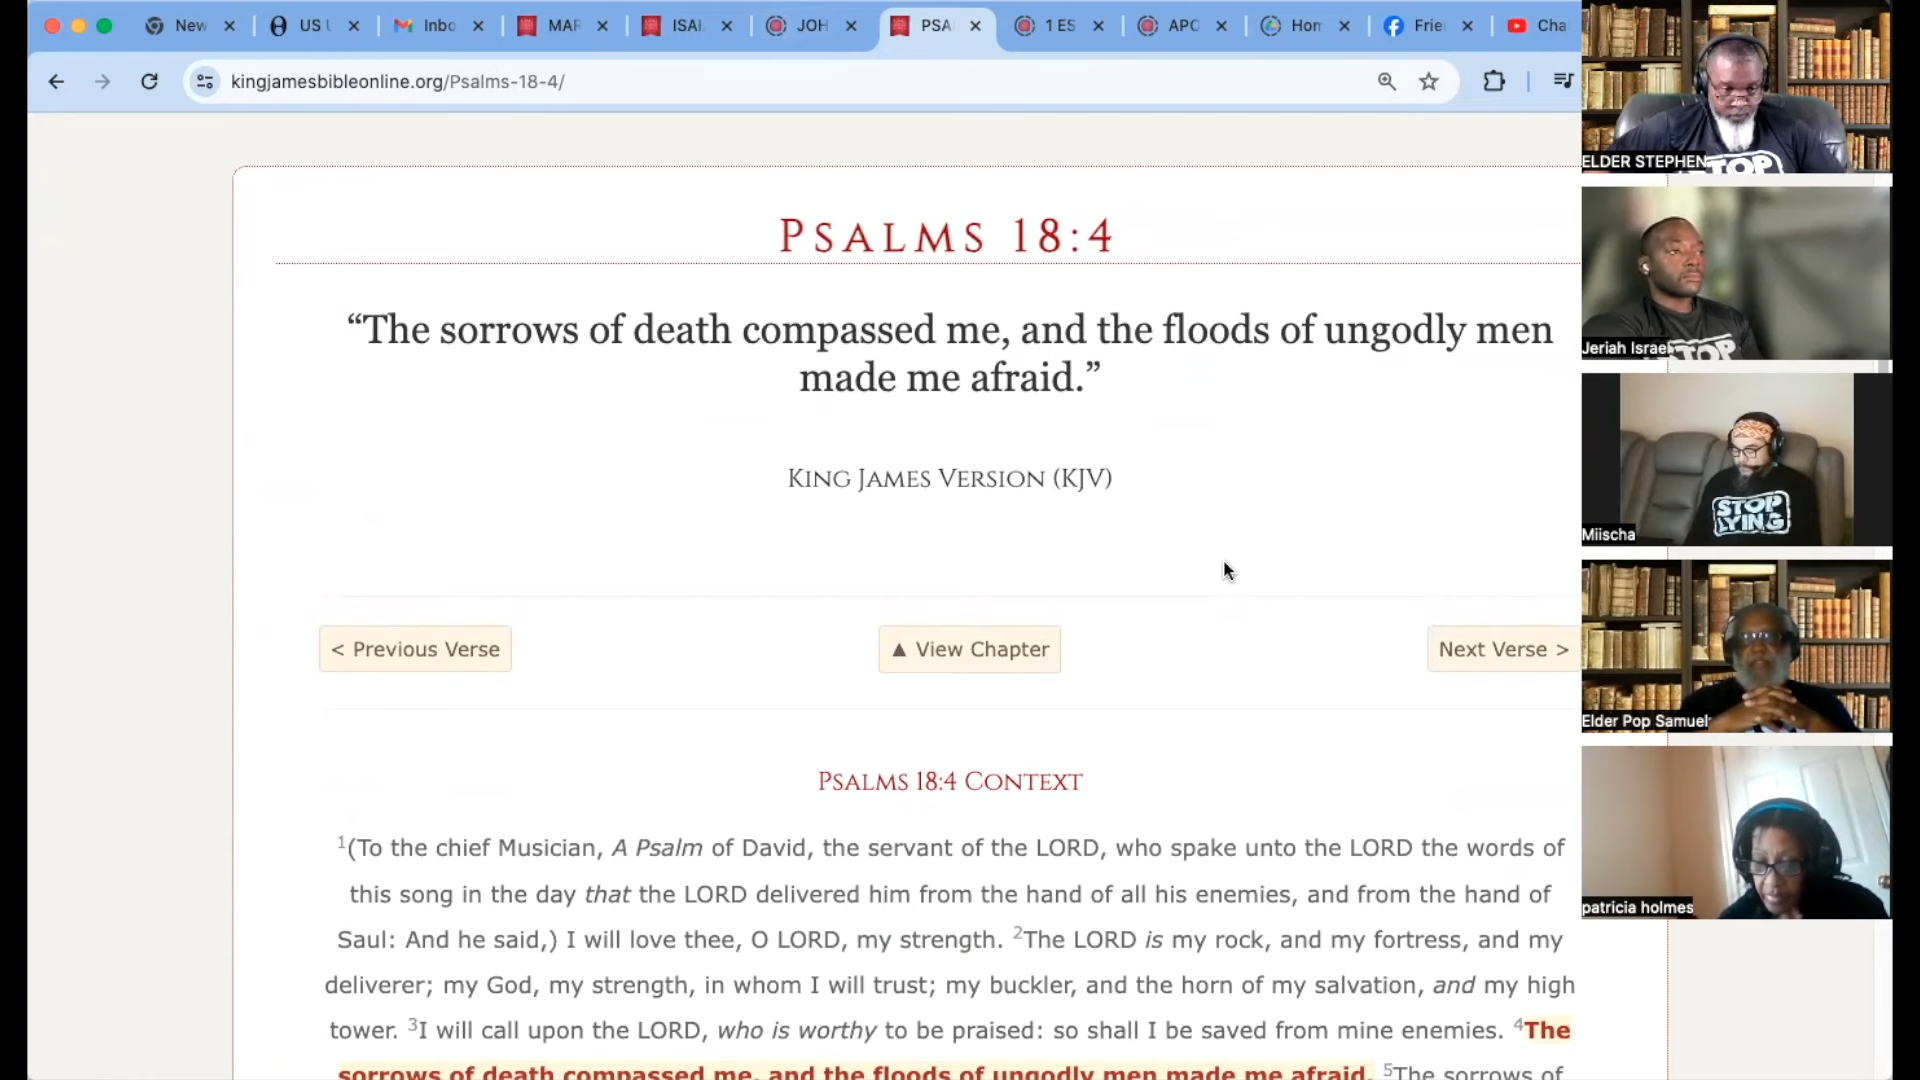 New
US U
Inbo
MAR
ISAI
JOH
PSA
1 ES
APC
Hom
Frie
Cha
kingjamesbibleonline.org/Psalms-18-4/
PSALMS 18:4
“The sorrows of death compassed me, and the floods of ungodly men
made me afraid.”
KING JAMES VERSION (KJV)
< Previous Verse
▲ View Chapter
Next Verse >
PSALMS 18:4 CONTEXT
1(To the chief Musician, A Psalm of David, the servant of the LORD, who spake unto the LORD the words of
this song in the day that the LORD delivered him from the hand of all his enemies, and from the hand of
Saul: And he said,) I will love thee, O LORD, my strength. 2The LORD is my rock, and my fortress, and my
deliverer; my God, my strength, in whom I will trust; my buckler, and the horn of my salvation, and my high
tower. 3I will call upon the LORD, who is worthy to be praised: so shall I be saved from mine enemies. 4The
sorrows of death compassed me, and the floods of ungodly men made me afraid. 5The sorrows of
ELDER STEPHEN
STOP
Jeriah Israel
STOP
STOP
LYING
Miischa
Elder Pop Samuel
patricia holmes